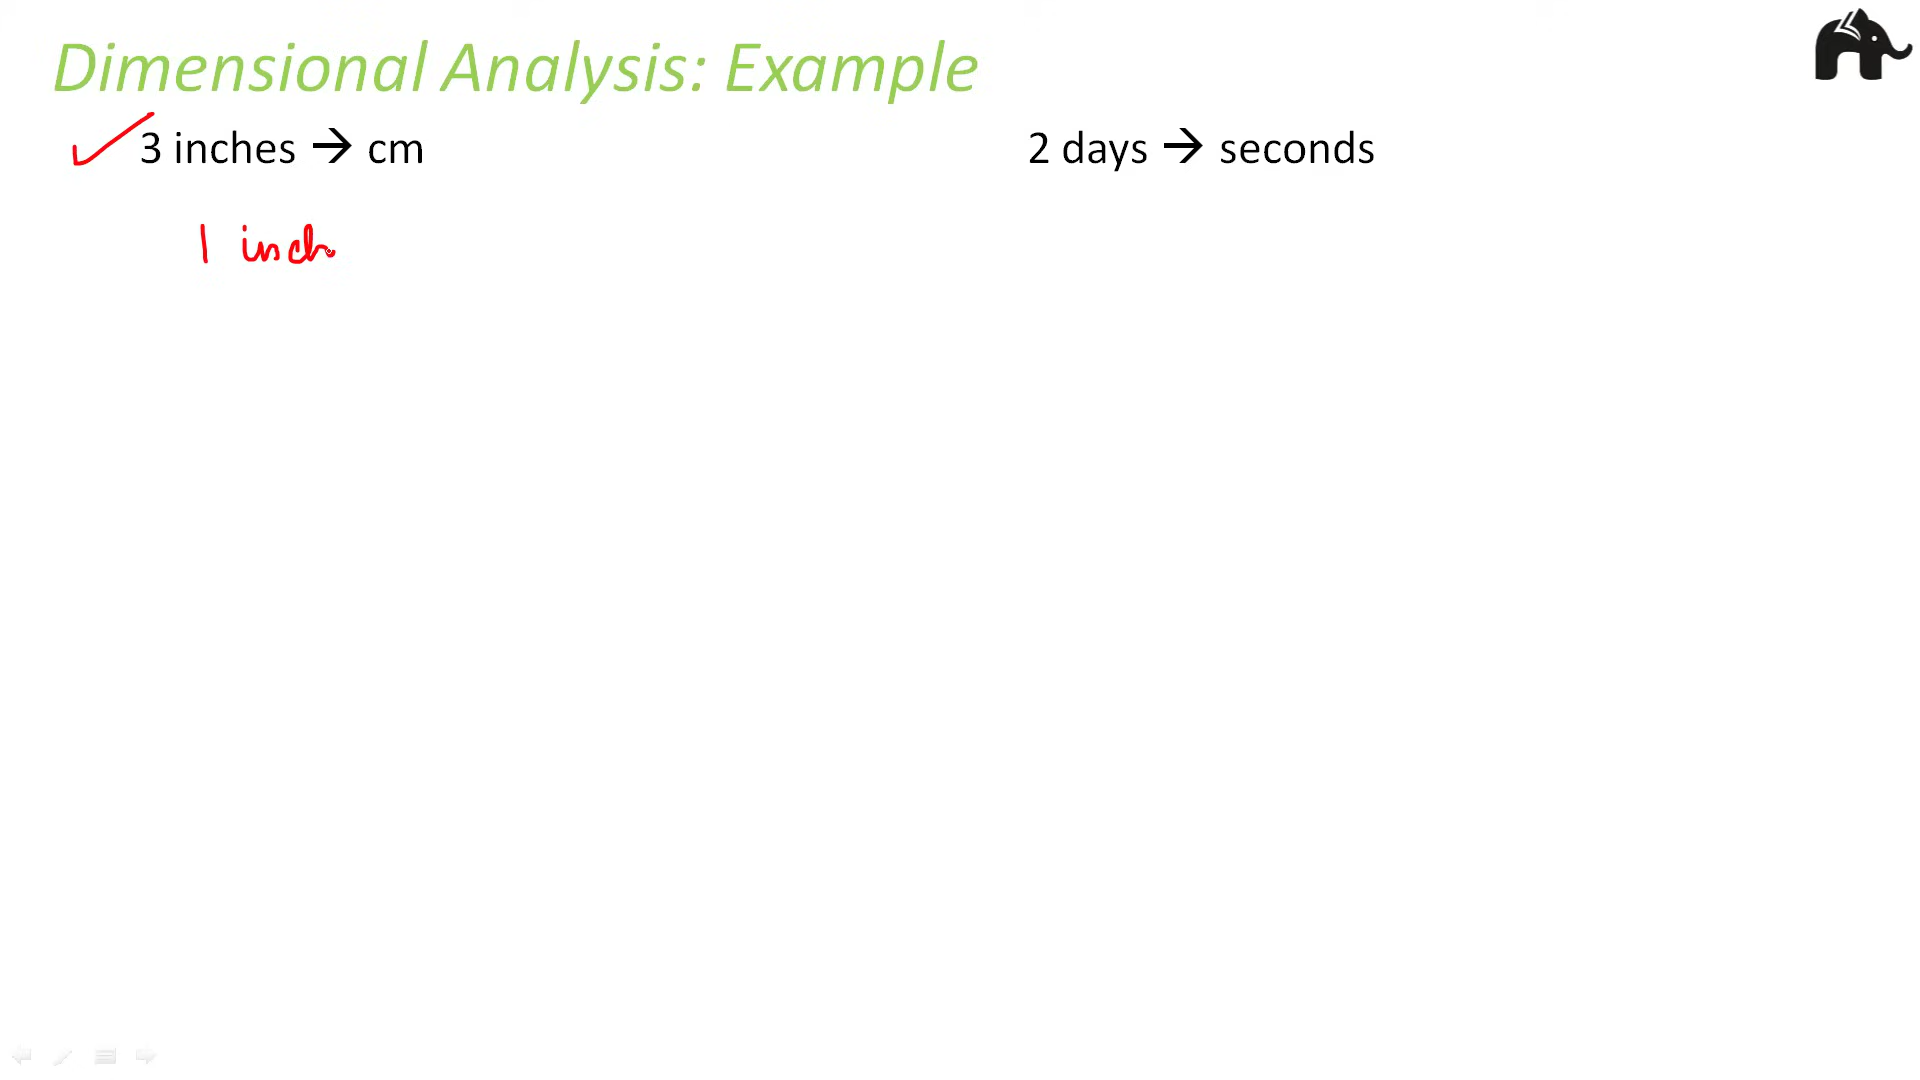 Dimensional Analysis: Example
3 inches → cm
2 days → seconds
1 inch